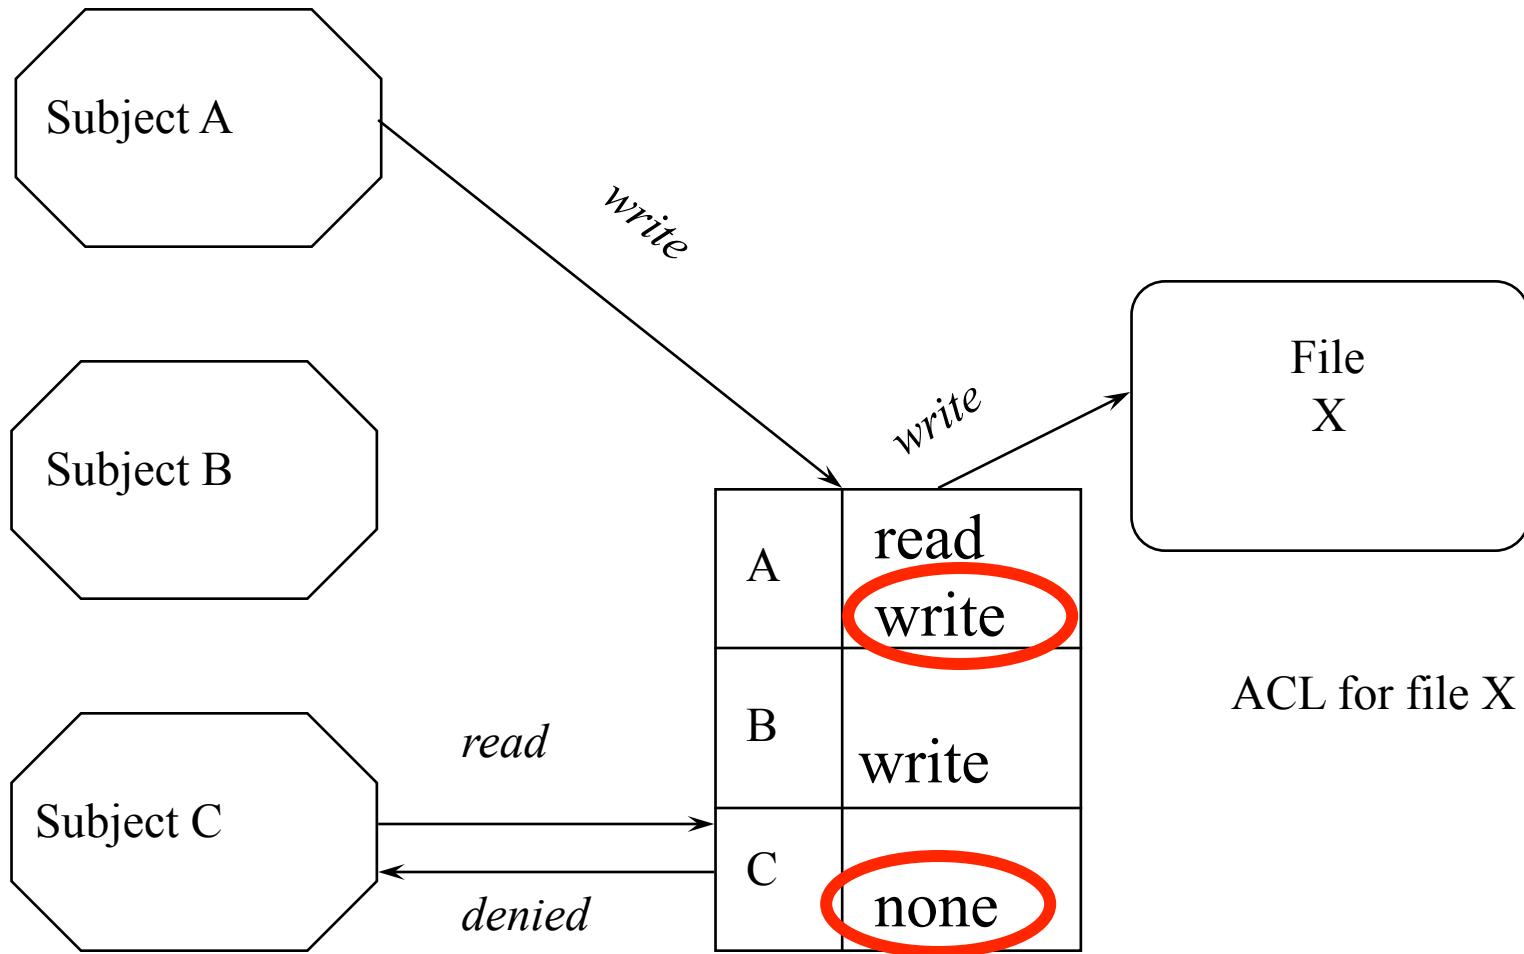 Subject A
write
Subject B
write
File
X
A
read
write
B
write
ACL for file X
Subject C
read
denied
C
none